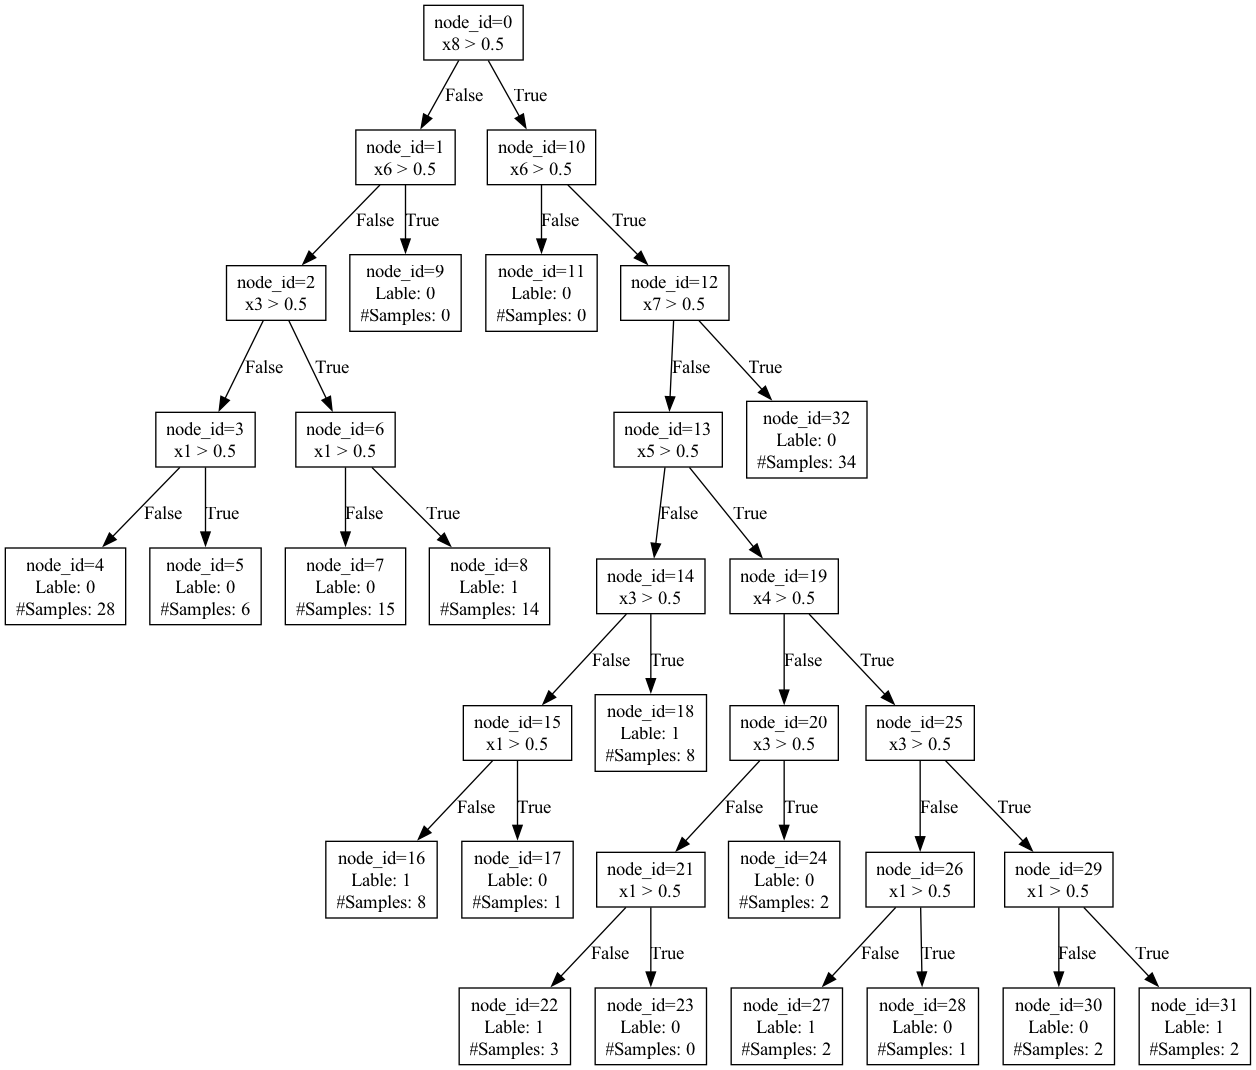 node_id=0
x8 > 0.5
False
True
node_id=1
x6 > 0.5
node_id=10
x6 > 0.5
False
True
False
True
node_id=2
x3 > 0.5
node_id=9
Lable: 0
#Samples: 0
node_id=11
Lable: 0
#Samples: 0
node_id=12
x7 > 0.5
False
True
False
True
node_id=3
x1 > 0.5
node_id=6
x1 > 0.5
node_id=13
x5 > 0.5
node_id=32
Lable: 0
#Samples: 34
False
True
False
True
False
True
node_id=4
Lable: 0
#Samples: 28
node_id=5
Lable: 0
#Samples: 6
node_id=7
Lable: 0
#Samples: 15
node_id=8
Lable: 1
#Samples: 14
node_id=14
x3 > 0.5
node_id=19
x4 > 0.5
False
True
False
True
node_id=15
x1 > 0.5
node_id=18
Lable: 1
#Samples: 8
node_id=20
x3 > 0.5
node_id=25
x3 > 0.5
False
True
False
True
False
True
node_id=16
Lable: 1
#Samples: 8
node_id=17
Lable: 0
#Samples: 1
node_id=21
x1 > 0.5
node_id=24
Lable: 0
#Samples: 2
node_id=26
x1 > 0.5
node_id=29
x1 > 0.5
False
True
False
True
False
True
node_id=22
Lable: 1
#Samples: 3
node_id=23
Lable: 0
#Samples: 0
node_id=27
Lable: 1
#Samples: 2
node_id=28
Lable: 0
#Samples: 1
node_id=30
Lable: 0
#Samples: 2
node_id=31
Lable: 1
#Samples: 2